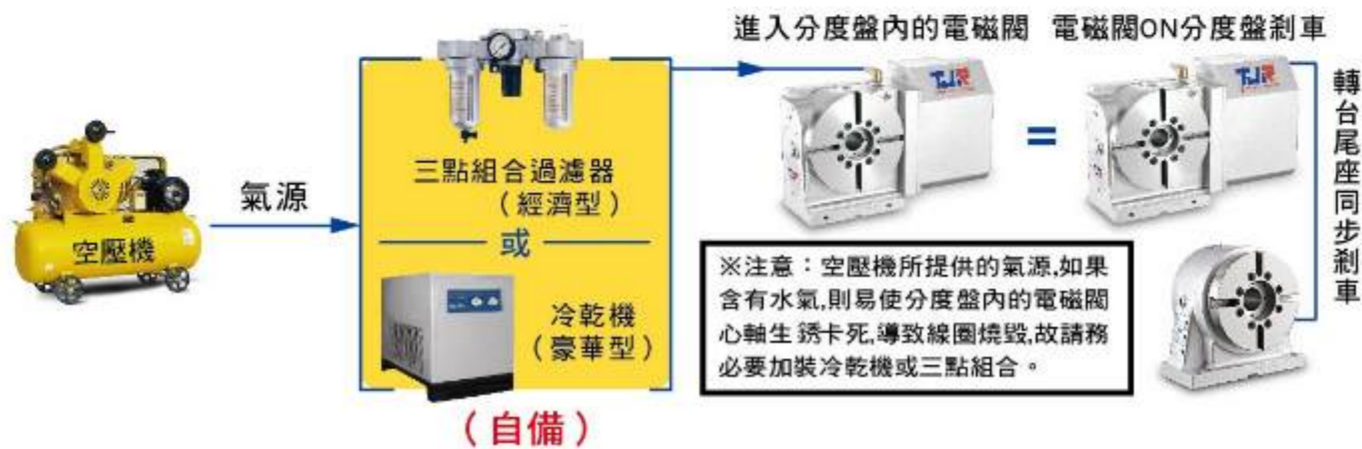 進入分度盤內的電磁閥
電磁閥ON分度盤剎車
空壓機
氣源
三點組合過濾器
（經濟型）
或
冷乾機
（豪華型）
（自備）
=
轉台尾座同步剎車
※注意：空壓機所提供的氣源,如果
含有水氣,則易使分度盤內的電磁閥
心軸生銹卡死,導致線圈燒毀,故請務
必要加裝冷乾機或三點組合。